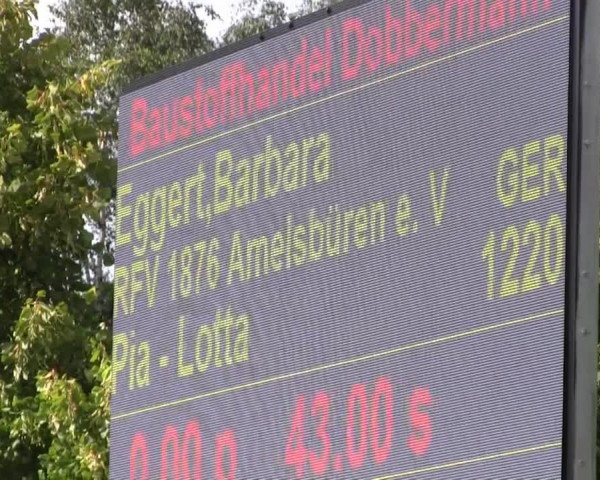 Baustoffhandel Dobbermann
Eggert,Barbara GER
RFV 1876 Amelsbüren e. V 1220
Pia - Lotta
0.00 p 43.00 s